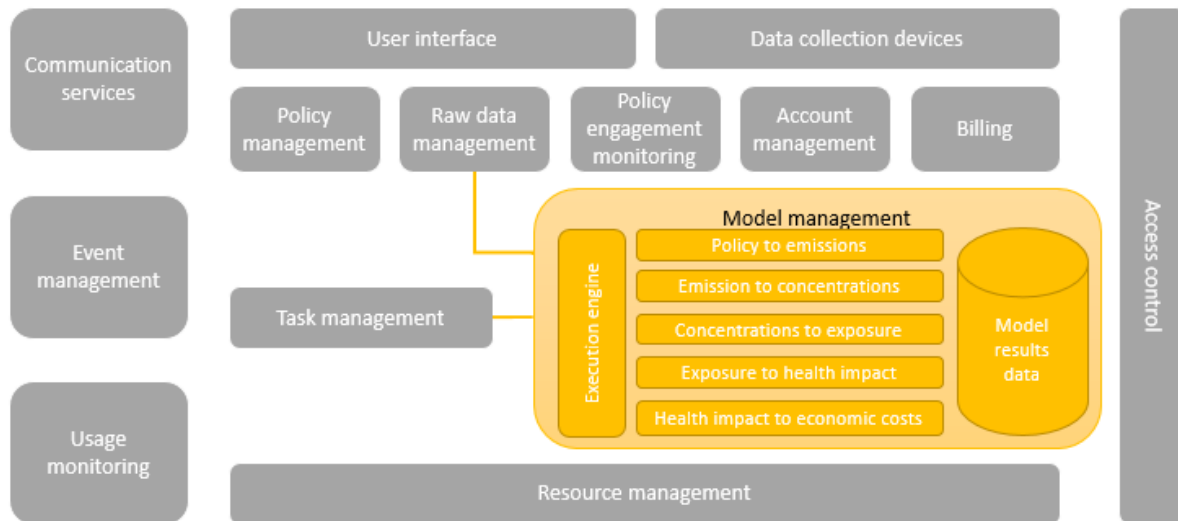 Communication
services
User interface
Data collection devices
Policy
management
Raw data
management
Policy
engagement
monitoring
Account
management
Billing
Access control
Event
management
Model management
Execution engine
Policy to emissions
Emission to concentrations
Concentrations to exposure
Exposure to health impact
Health impact to economic costs
Model
results
data
Task management
Usage
monitoring
Resource management